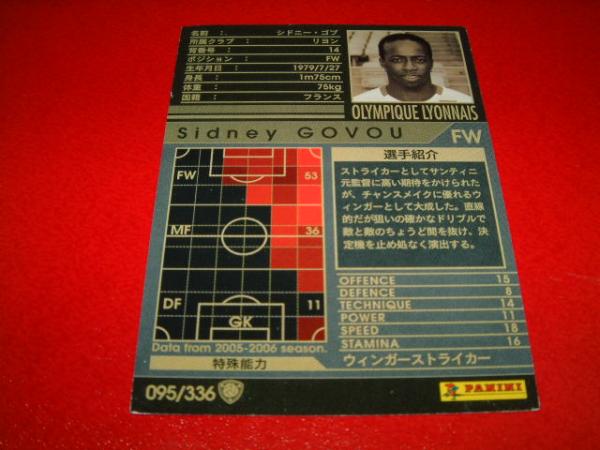 名前 : シドニー・ゴブ
所属クラブ : リヨン
背番号 : 14
ポジション : FW
生年月日 : 1979/7/27
身長 : 1m75cm
体重 : 75kg
国籍 : フランス
OLYMPIQUE LYONNAIS
Sidney GOVOU
FW
FW 53
MF 36
DF 11
GK
Data from 2005-2006 season.
選手紹介
ストライカーとしてサンティニ
元監督に高い期待をかけられた
が、チャンスメイクに優れるウ
ィンガーとして大成した。直線
的だが狙いの確かなドリブルで
敵と敵のちょうど間を抜け、決
定機を止め処なく演出する。
OFFENCE 15
DEFENCE 8
TECHNIQUE 14
POWER 11
SPEED 18
STAMINA 16
特殊能力
ウィンガーストライカー
095/336
PANINI